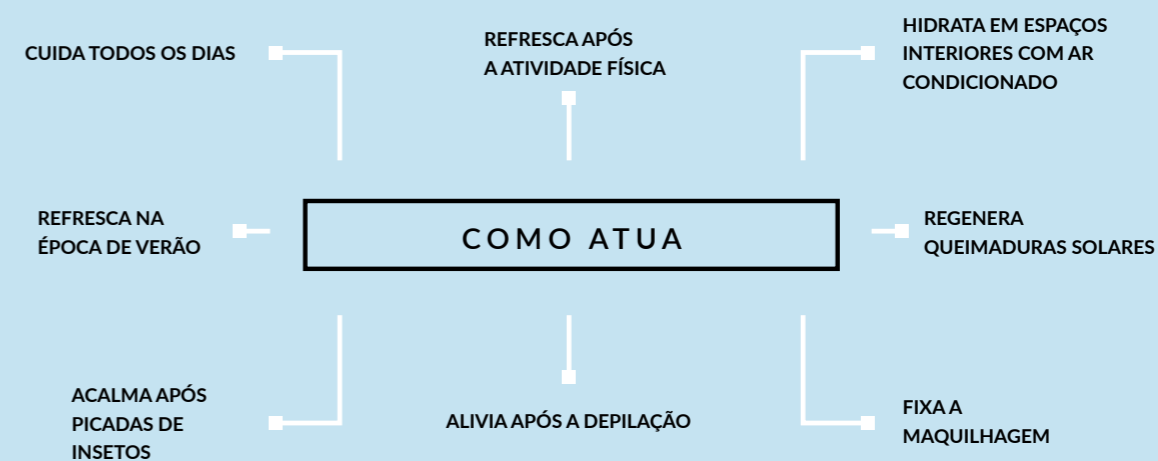 CUIDA TODOS OS DIAS
REFRESCA APÓS
A ATIVIDADE FÍSICA
HIDRATA EM ESPAÇOS
INTERIORES COM AR
CONDICIONADO
REFRESCA NA
ÉPOCA DE VERÃO
COMO ATUA
REGENERA
QUEIMADURAS SOLARES
ACALMA APÓS
PICADAS DE
INSETOS
ALIVIA APÓS A DEPILAÇÃO
FIXA A
MAQUILHAGEM